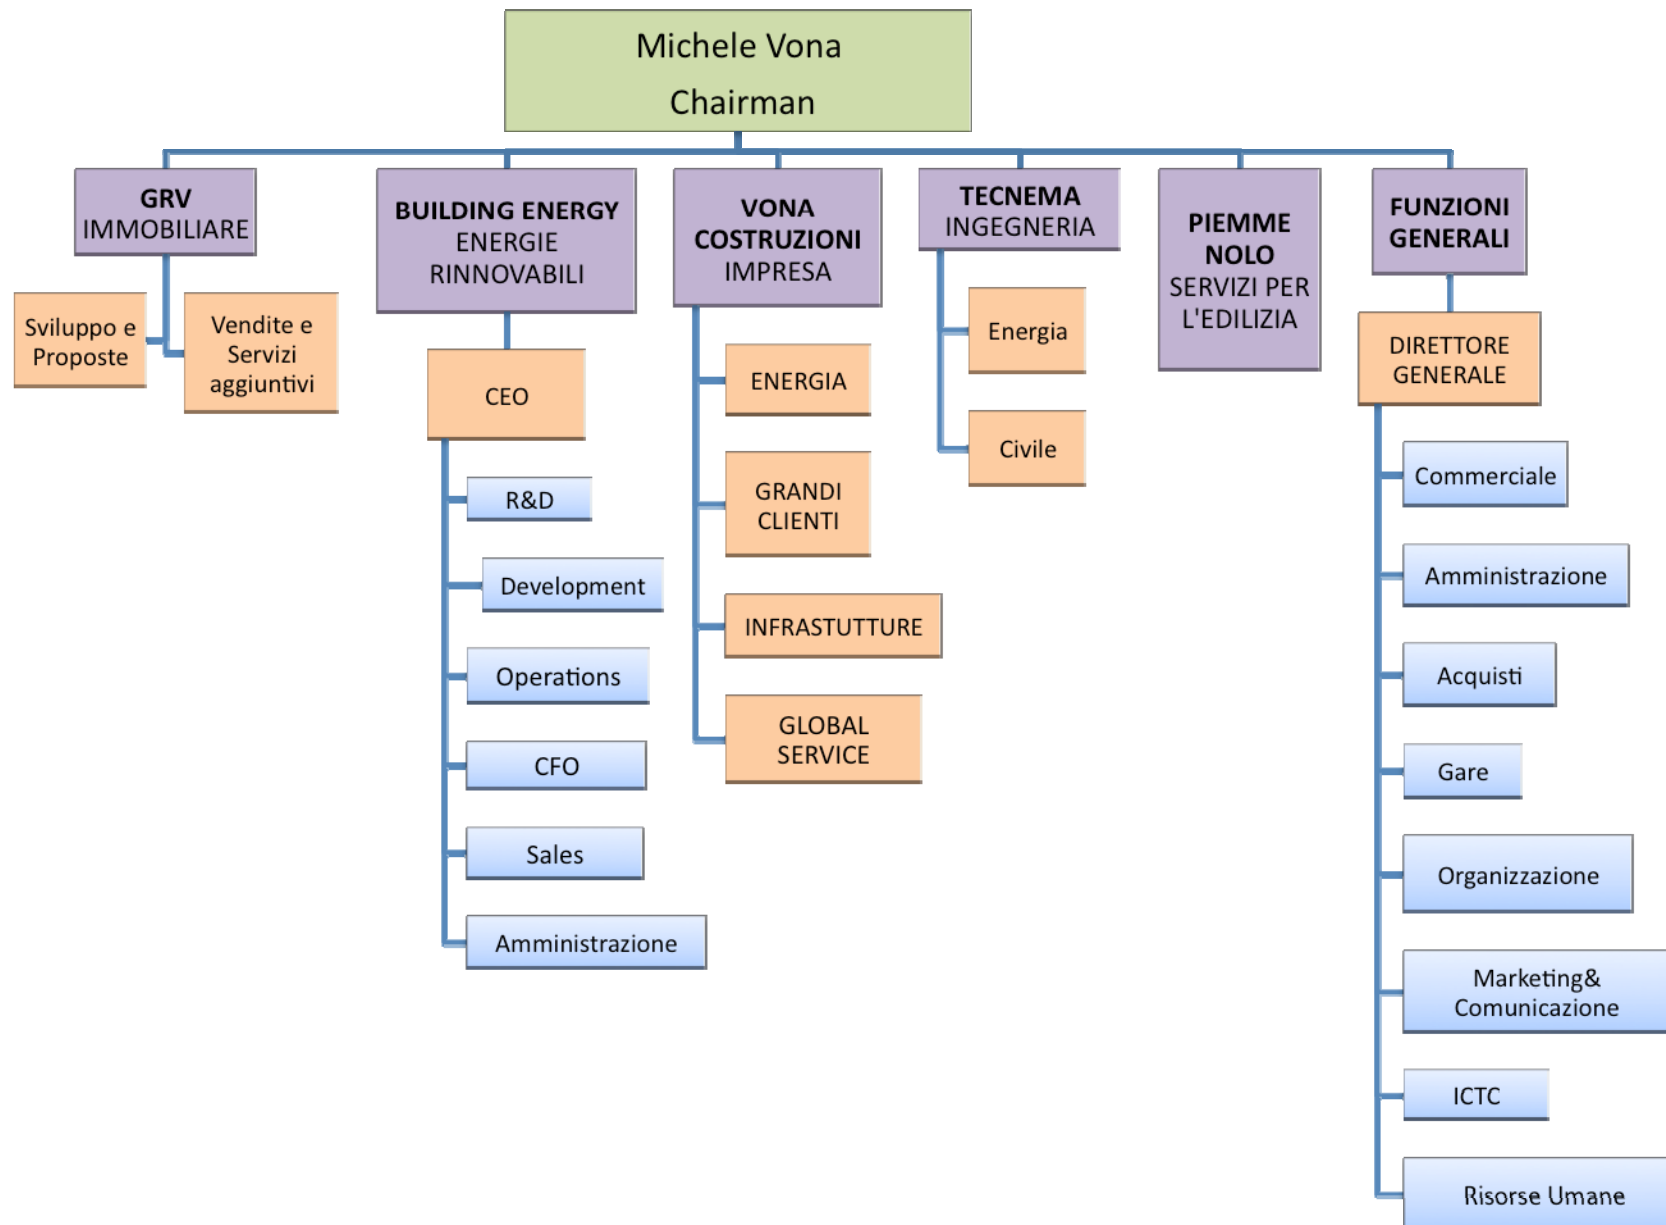 Michele Vona
Chairman
GRV
IMMOBILIARE
Sviluppo e
Proposte
Vendite e
Servizi
aggiuntivi
BUILDING ENERGY
ENERGIE
RINNOVABILI
CEO
R&D
Development
Operations
CFO
Sales
Amministrazione
VONA
COSTRUZIONI
IMPRESA
ENERGIA
GRANDI
CLIENTI
INFRASTUTTURE
GLOBAL
SERVICE
TECNEMA
INGEGNERIA
Energia
Civile
PIEMME
NOLO
SERVIZI PER
L'EDILIZIA
FUNZIONI
GENERALI
DIRETTORE
GENERALE
Commerciale
Amministrazione
Acquisti
Gare
Organizzazione
Marketing&
Comunicazione
ICTC
Risorse Umane